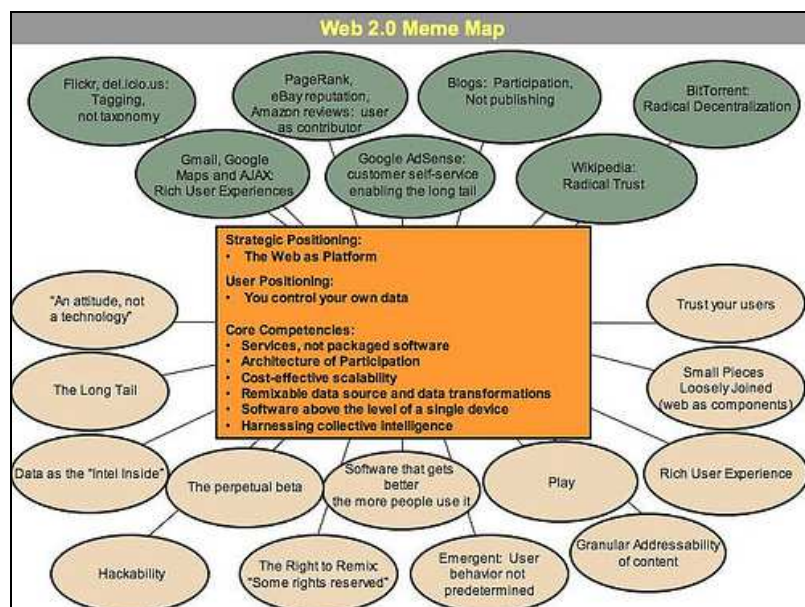 Web 2.0 Meme Map
Flickr, del.icio.us:
Tagging,
not taxonomy
PageRank,
eBay reputation,
Amazon reviews: user
as contributor
Blogs: Participation,
Not publishing
BitTorrent:
Radical Decentralization
Gmail, Google
Maps and AJAX:
Rich User Experiences
Google AdSense:
customer self-service
enabling the long tail
Wikipedia:
Radical Trust
Strategic Positioning:
• The Web as Platform
User Positioning:
• You control your own data
Core Competencies:
• Services, not packaged software
• Architecture of Participation
• Cost-effective scalability
• Remixable data source and data transformations
• Software above the level of a single device
• Harnessing collective intelligence
"An attitude, not
a technology"
Trust your users
The Long Tail
Small Pieces
Loosely Joined
(web as components)
Data as the "Intel Inside"
The perpetual beta
Software that gets
better
the more people use it
Play
Rich User Experience
Hackability
The Right to Remix:
"Some rights reserved"
Emergent: User
behavior not
predetermined
Granular Addressability
of content